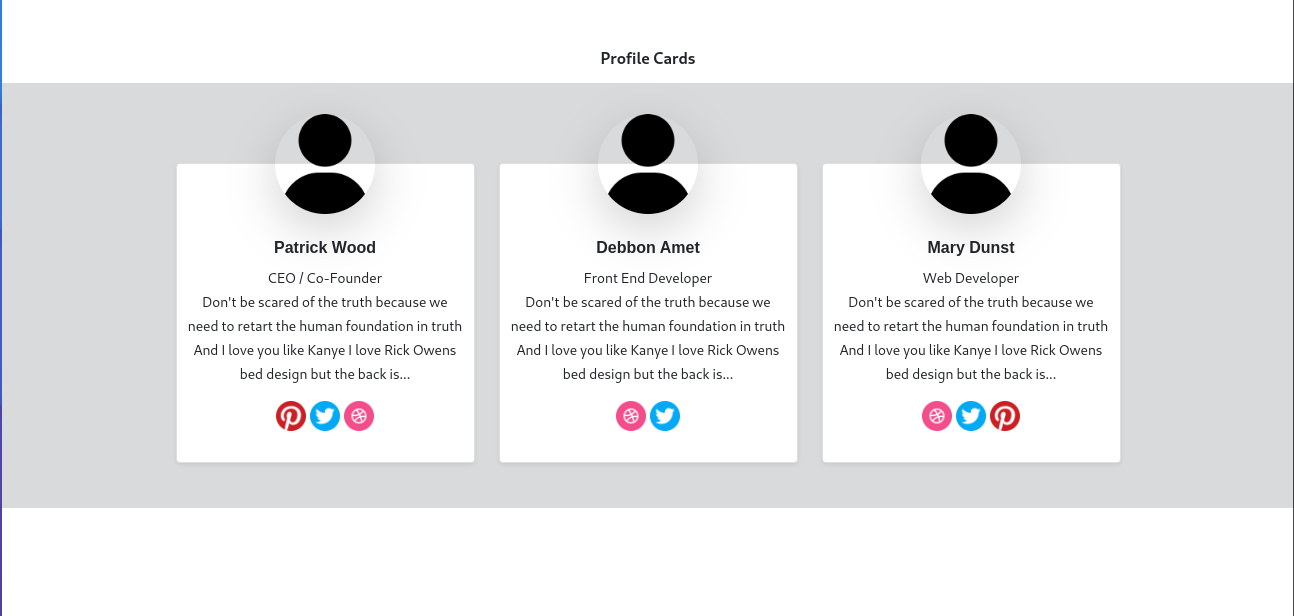 Profile Cards
Patrick Wood
CEO / Co-Founder
Don't be scared of the truth because we
need to retart the human foundation in truth
And I love you like Kanye I love Rick Owens
bed design but the back is...
Debbon Amet
Front End Developer
Don't be scared of the truth because we
need to retart the human foundation in truth
And I love you like Kanye I love Rick Owens
bed design but the back is...
Mary Dunst
Web Developer
Don't be scared of the truth because we
need to retart the human foundation in truth
And I love you like Kanye I love Rick Owens
bed design but the back is...